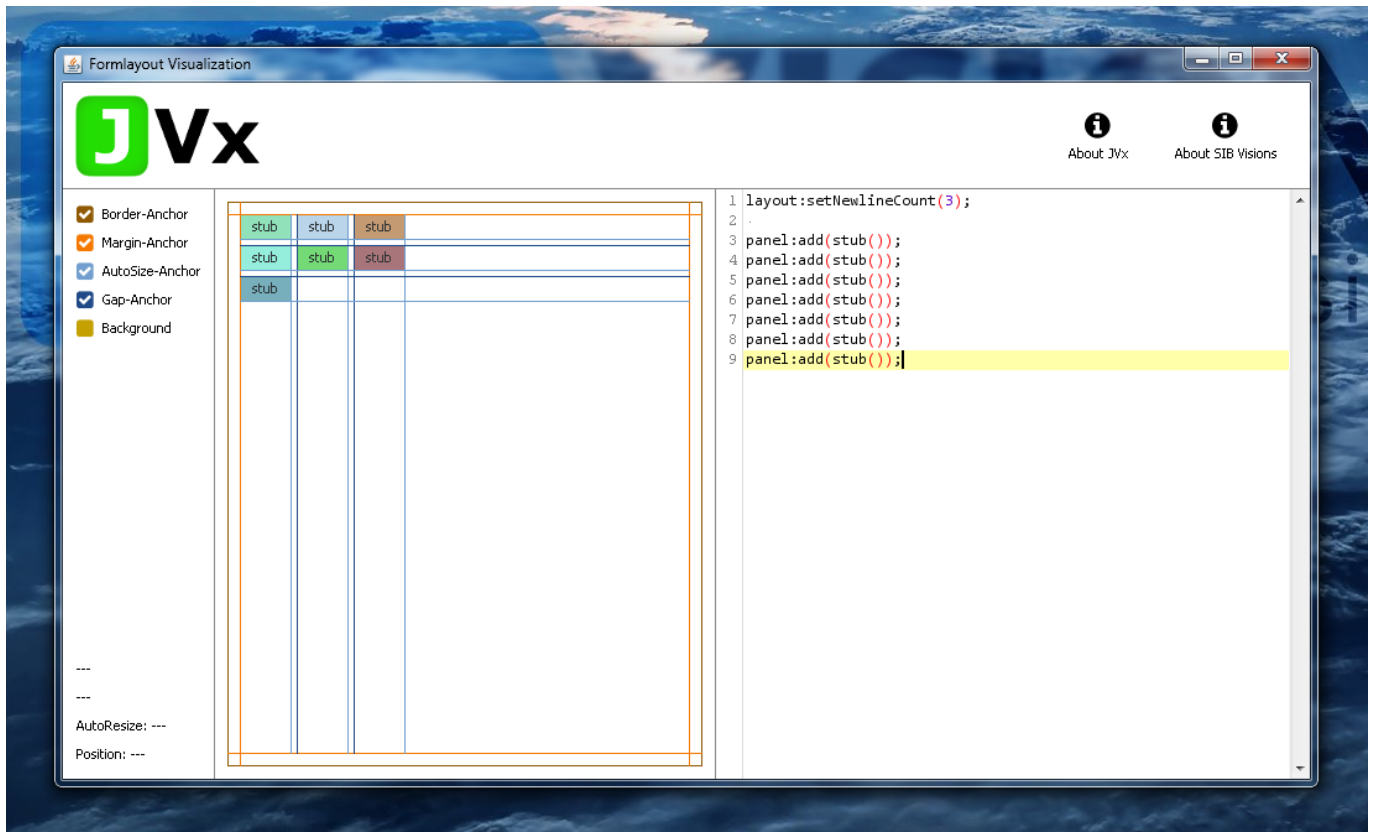 Formlayout Visualization
JVx
About JVx
About SIB Visions
Border-Anchor
Margin-Anchor
AutoSize-Anchor
Gap-Anchor
Background
---
---
AutoResize: ---
Position: ---
stub stub stub
stub stub stub
stub
1 layout:setNewlineCount(3);
2
3 panel:add(stub());
4 panel:add(stub());
5 panel:add(stub());
6 panel:add(stub());
7 panel:add(stub());
8 panel:add(stub());
9 panel:add(stub());